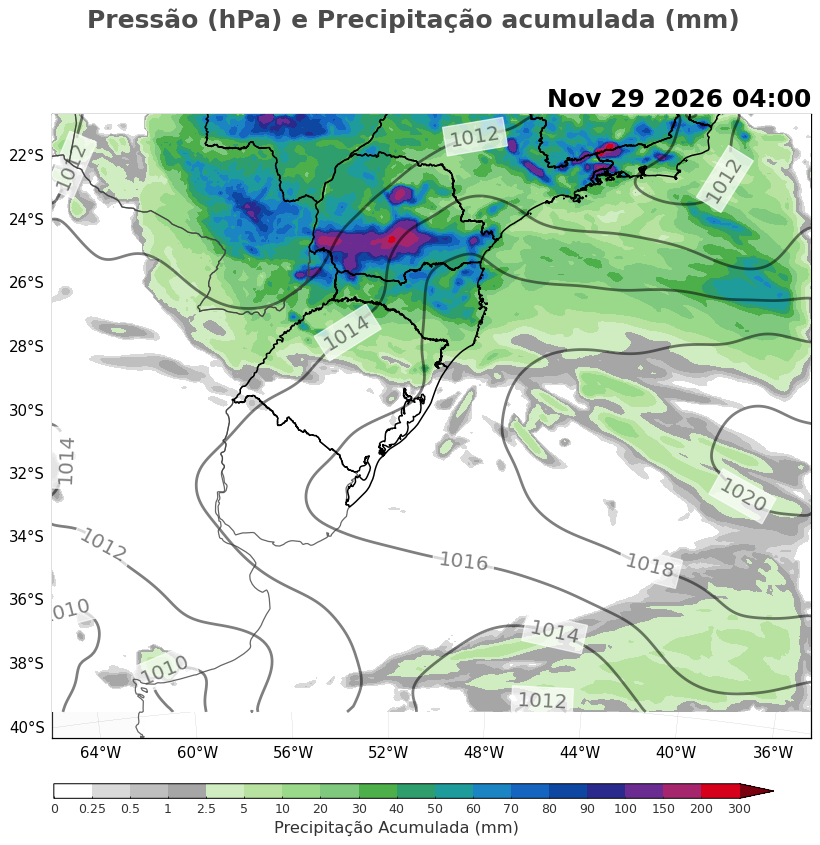 Pressão (hPa) e Precipitação acumulada (mm)
Nov 29 2026 04:00
1012
1012
1012
22°S
24°S
26°S
28°S
30°S
32°S
34°S
36°S
38°S
40°S
1014
1014
1020
1012
1016
1018
1010
1014
1010
1012
64°W 60°W 56°W 52°W 48°W 44°W 40°W 36°W
0 0.25 0.5 1 2.5 5 10 20 30 40 50 60 70 80 90 100 150 200 300
Precipitação Acumulada (mm)